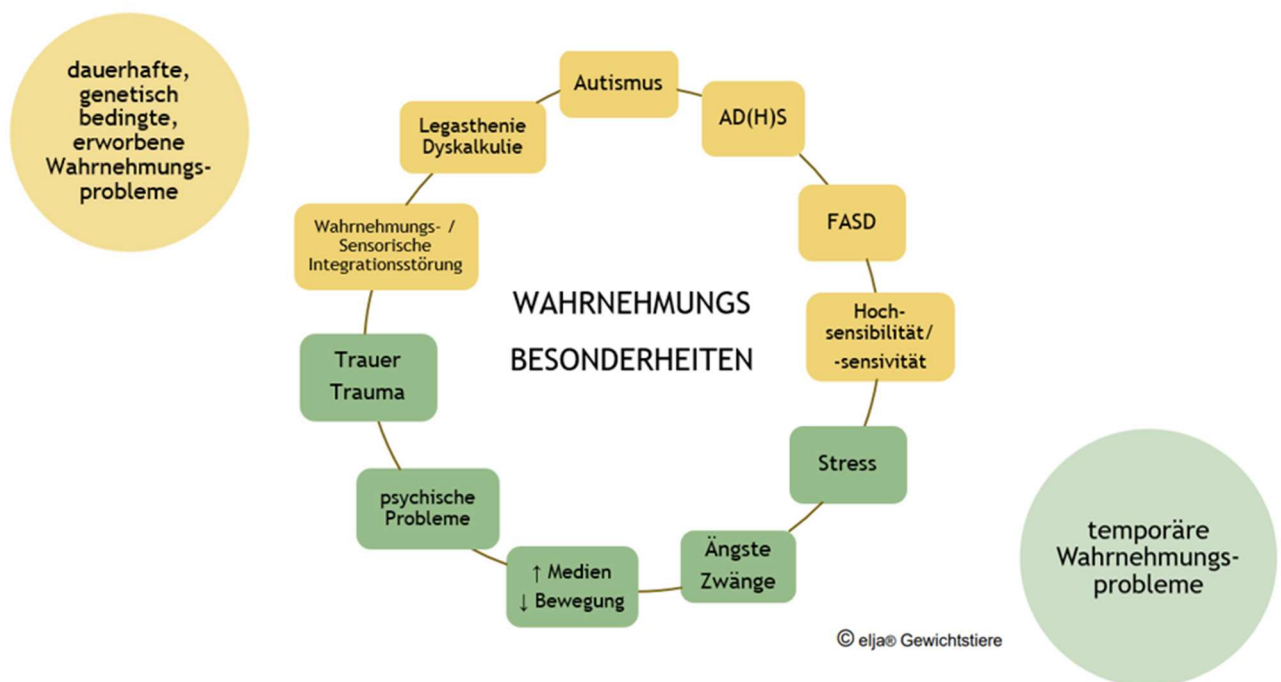 dauerhafte,
genetisch
bedingte,
erworbene
Wahrnehmungs-
probleme
Autismus
AD(H)S
FASD
Hoch-
sensibilität/
-sensivität
Stress
Ängste
Zwänge
↑ Medien
↓ Bewegung
psychische
Probleme
Trauer
Trauma
Wahrnehmungs- /
Sensorische
Integrationsstörung
Legasthenie
Dyskalkulie
WAHRNEHMUNGS
BESONDERHEITEN
temporäre
Wahrnehmungs-
probleme
© elja® Gewichtstiere